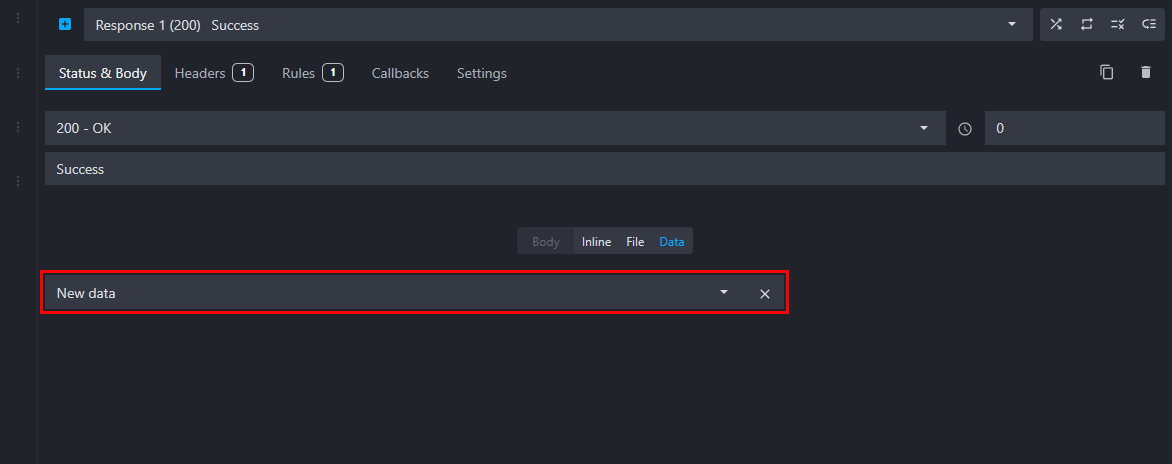 Response 1 (200) Success
Status & Body Headers 1 Rules 1 Callbacks Settings
200 - OK 0
Success
Body Inline File Data
New data